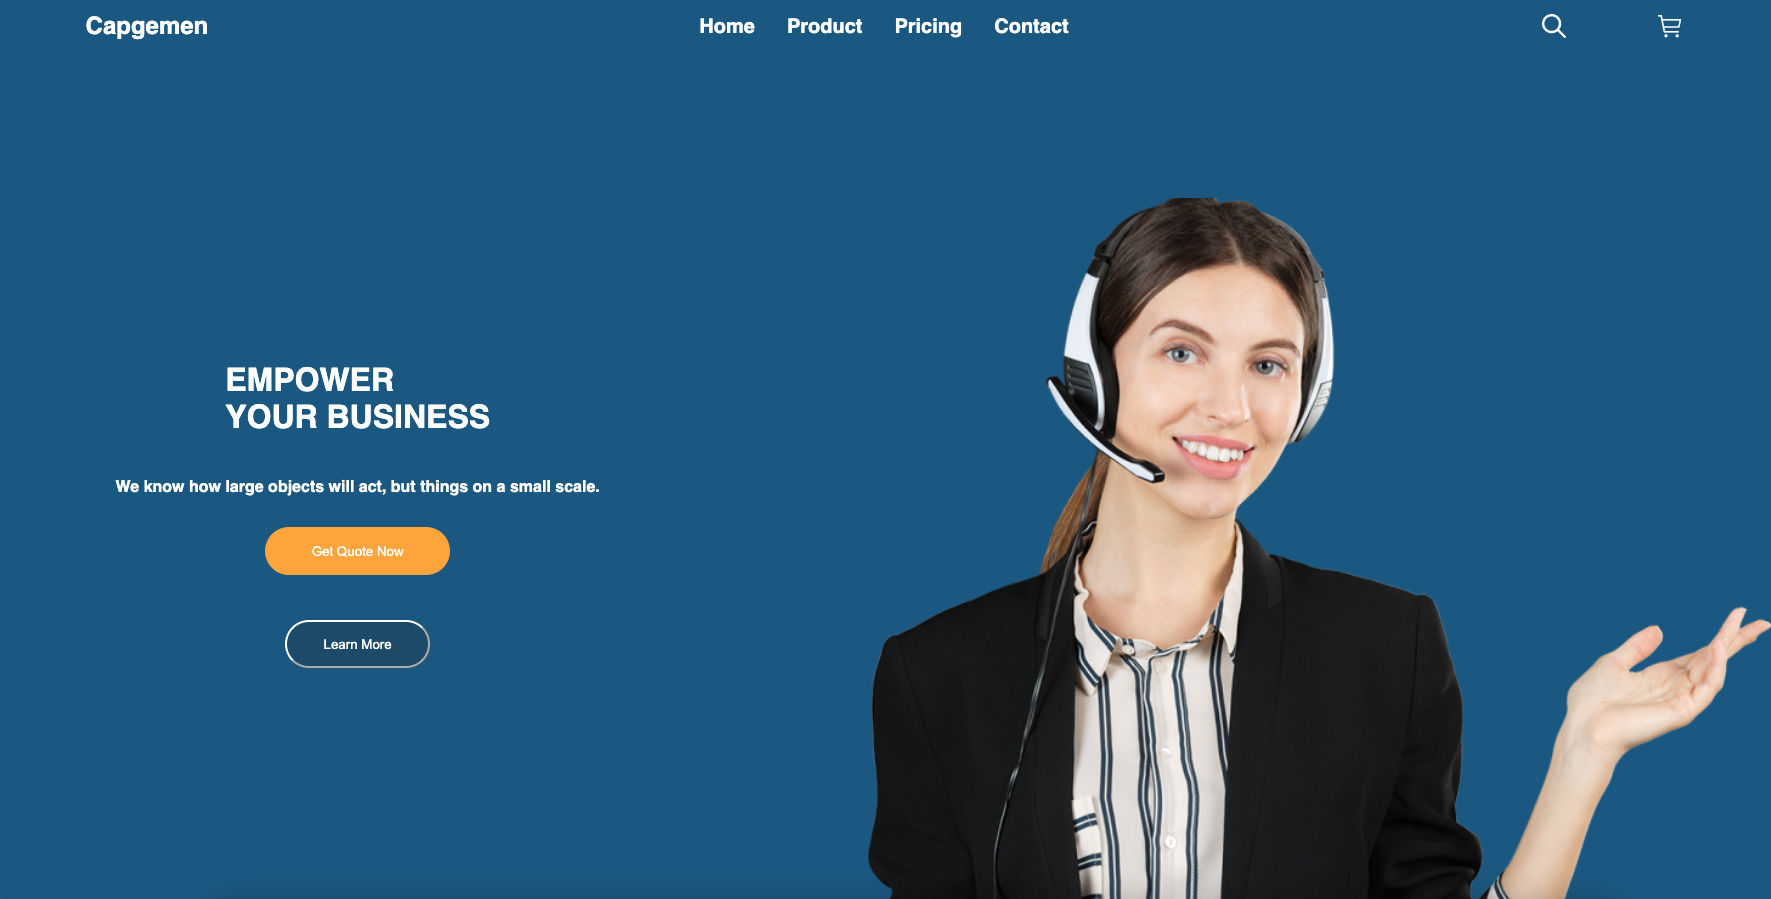 Capgemen
Home Product Pricing Contact
EMPOWER
YOUR BUSINESS
We know how large objects will act, but things on a small scale.
Get Quote Now
Learn More